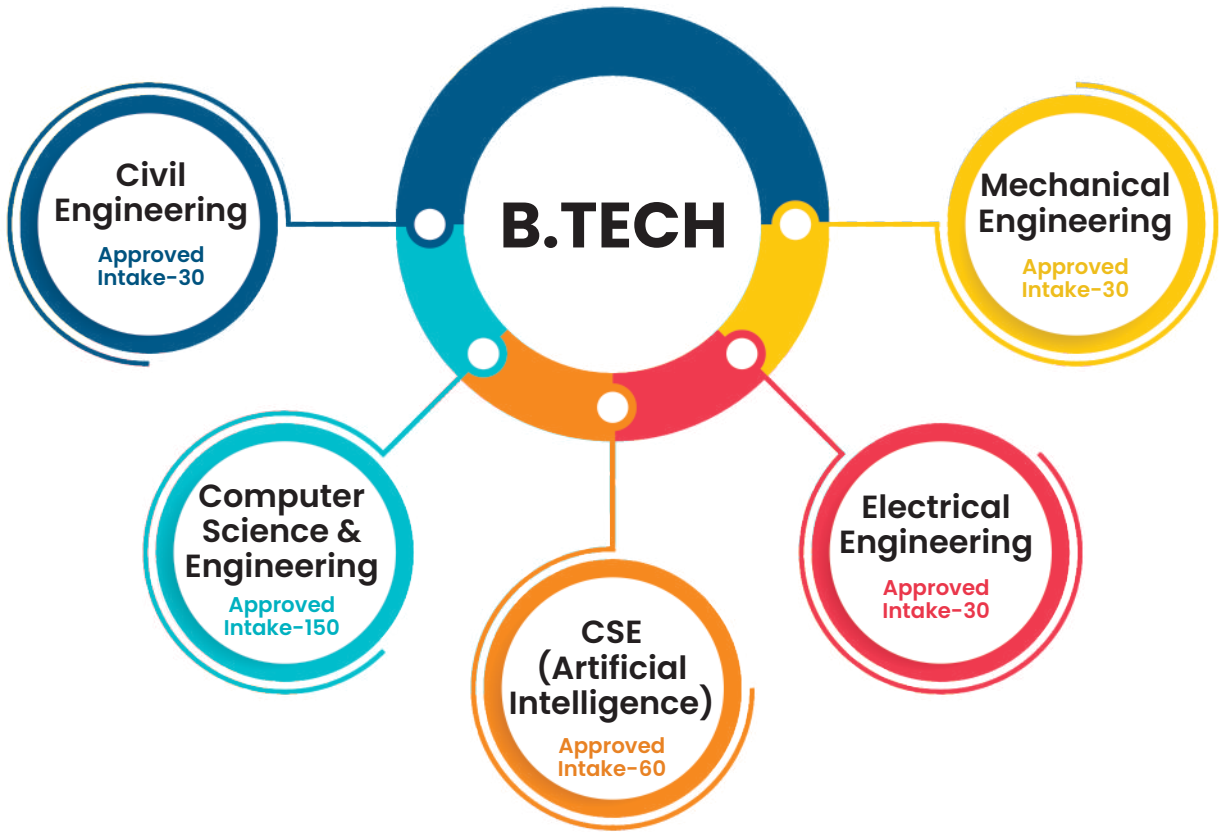 B.TECH
Civil
Engineering
Approved
Intake-30
Computer
Science &
Engineering
Approved
Intake-150
CSE
(Artificial
Intelligence)
Approved
Intake-60
Electrical
Engineering
Approved
Intake-30
Mechanical
Engineering
Approved
Intake-30